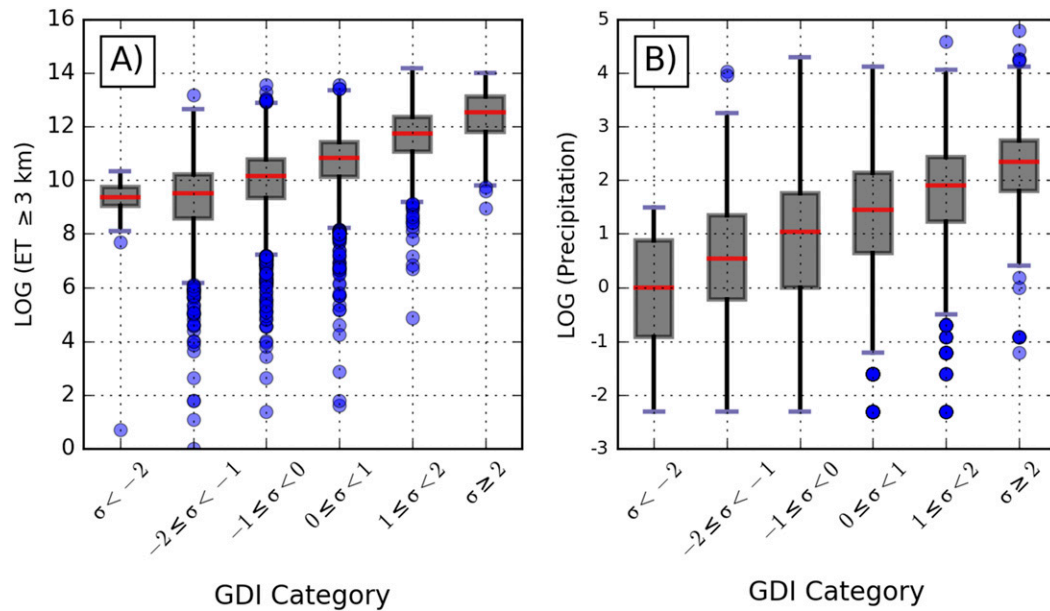 A)
LOG (ET ≥ 3 km)
16
14
12
10
8
6
4
2
0
σ < −2
−2 ≤ σ < −1
−1 ≤ σ < 0
0 ≤ σ < 1
1 ≤ σ < 2
σ ≥ 2
GDI Category
B)
LOG (Precipitation)
5
4
3
2
1
0
-1
-2
-3
σ < −2
−2 ≤ σ < −1
−1 ≤ σ < 0
0 ≤ σ < 1
1 ≤ σ < 2
σ ≥ 2
GDI Category